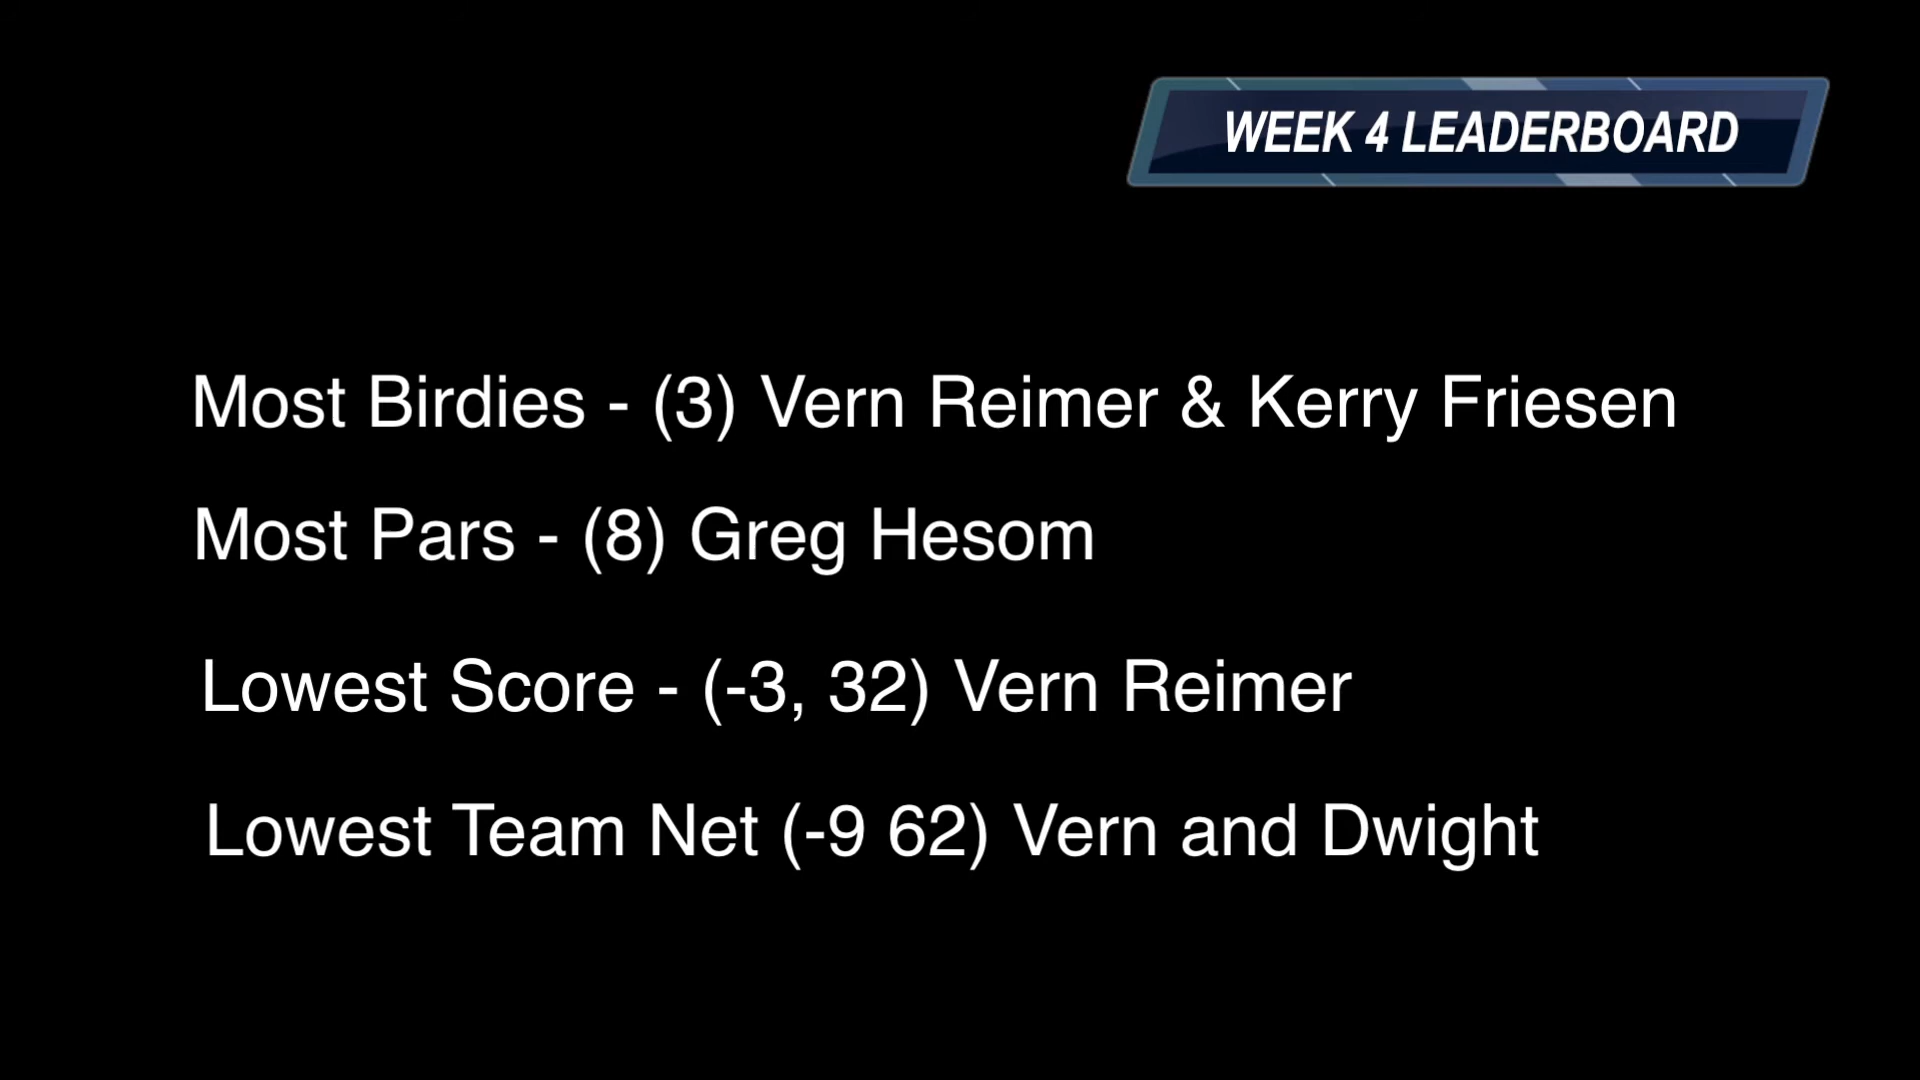 WEEK 4 LEADERBOARD
Most Birdies - (3) Vern Reimer & Kerry Friesen
Most Pars - (8) Greg Hesom
Lowest Score - (-3, 32) Vern Reimer
Lowest Team Net (-9 62) Vern and Dwight